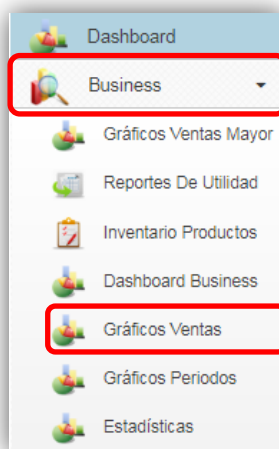 Dashboard
Business
Gráficos Ventas Mayor
Reportes De Utilidad
Inventario Productos
Dashboard Business
Gráficos Ventas
Gráficos Periodos
Estadísticas